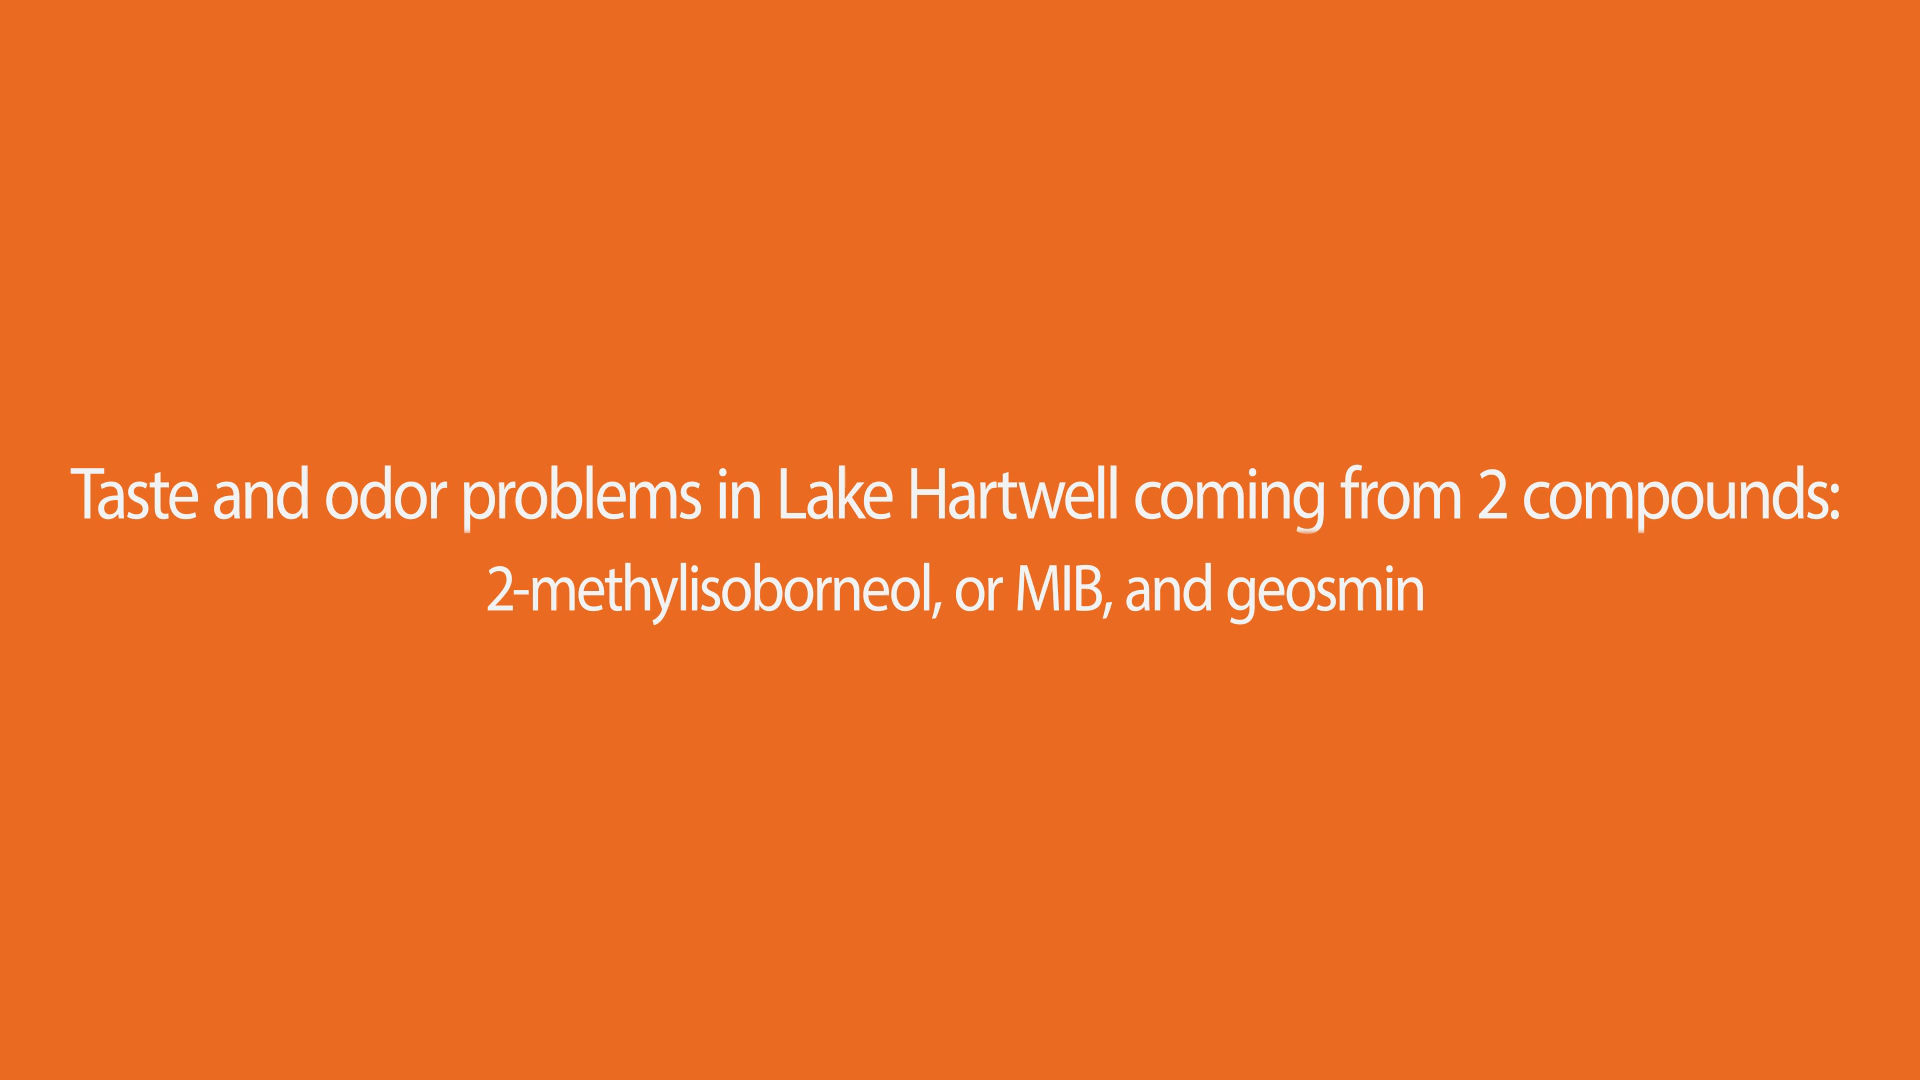 Taste and odor problems in Lake Hartwell coming from 2 compounds:
2-methylisoborneol, or MIB, and geosmin